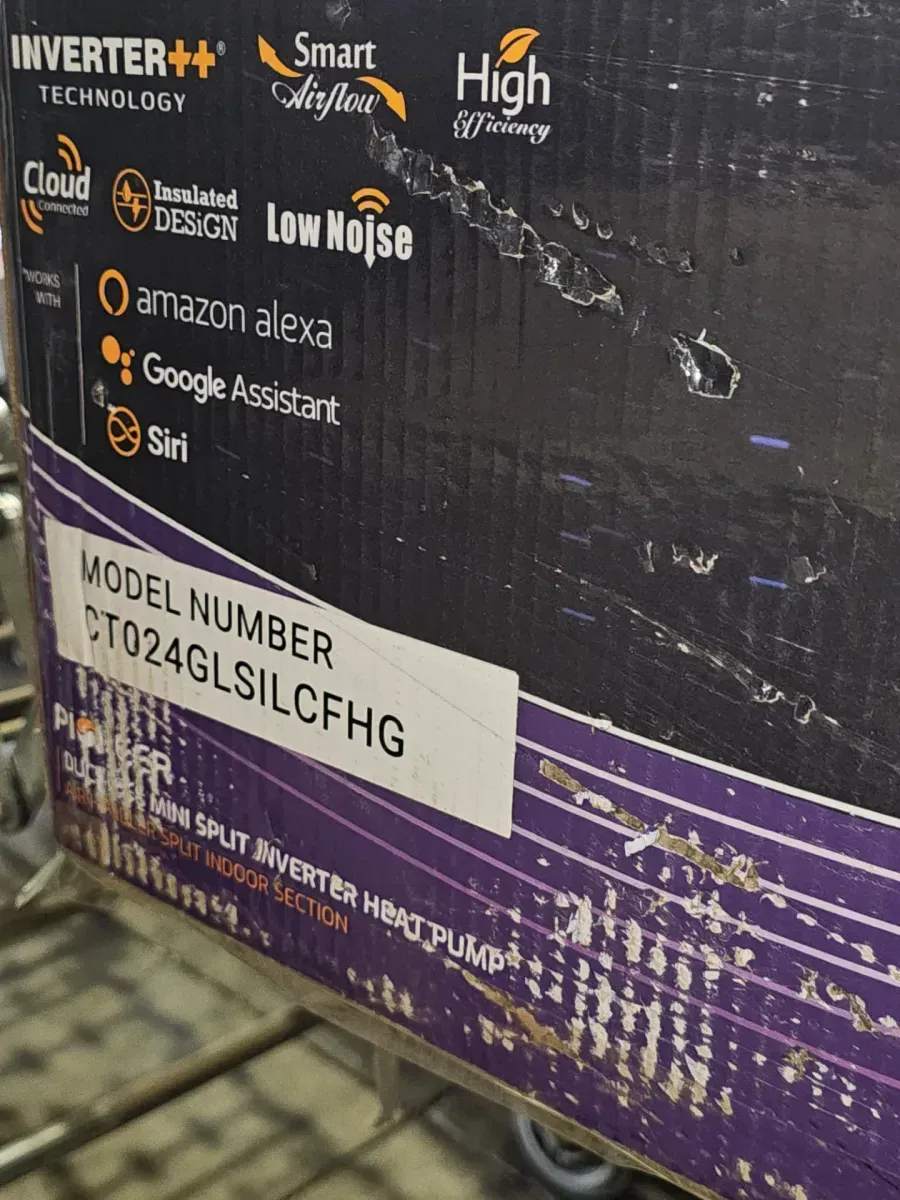 INVERTER++®
TECHNOLOGY
Smart
Airflow
High
Efficiency
Cloud
Connected
Insulated
DESiGN
Low Noise
*WORKS
WITH
amazon alexa
Google Assistant
Siri
MODEL NUMBER
CT024GLSILCFHG
PIONEER
MINI SPLIT INVERTER HEAT PUMP
SPLIT INDOOR SECTION